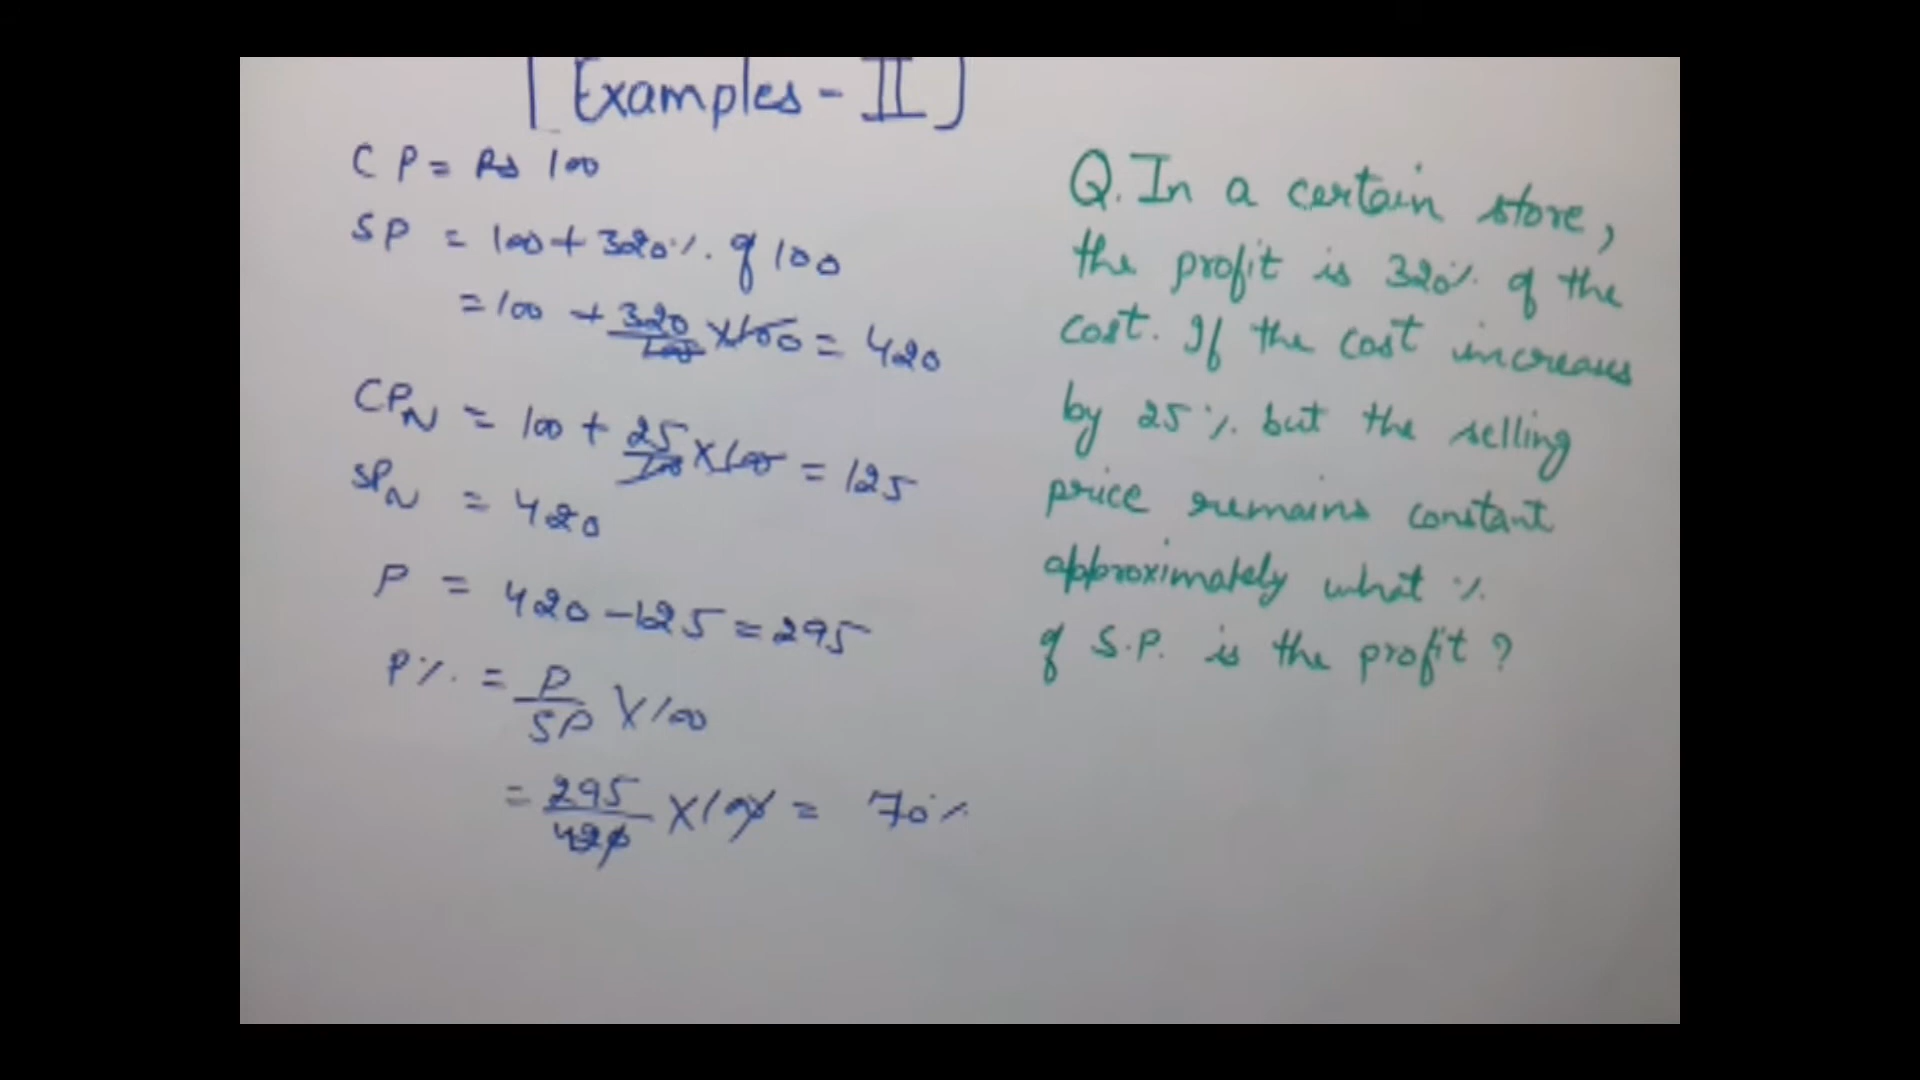 [Examples - II]
CP = Rs 100
SP = 100 + 320% of 100
= 100 + 320/100 × 100 = 420
CPN = 100 + 25/100 × 100 = 125
SPN = 420
P = 420 - 125 = 295
P% = P/SP × 100
= 295/420 × 100 = 70%
Q. In a certain store,
the profit is 320% of the
cost. If the cost increases
by 25% but the selling
price remains constant
approximately what %
of S.P. is the profit ?